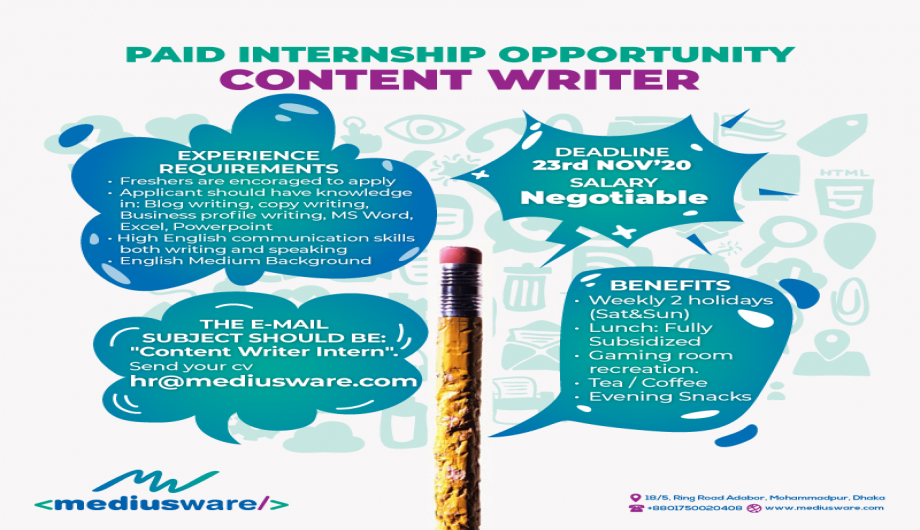 PAID INTERNSHIP OPPORTUNITY
CONTENT WRITER
EXPERIENCE
REQUIREMENTS
• Freshers are encoraged to apply
• Applicant should have knowledge
in: Blog writing, copy writing,
Business profile writing, MS Word,
Excel, Powerpoint
• High English communication skills
both writing and speaking
• English Medium Background
DEADLINE
23rd NOV'20
SALARY
Negotiable
HTML
THE E-MAIL
SUBJECT SHOULD BE:
"Content Writer Intern".
Send your cv
hr@mediusware.com
BENEFITS
• Weekly 2 holidays
(Sat&Sun)
• Lunch: Fully
Subsidized
• Gaming room
recreation.
• Tea / Coffee
• Evening Snacks
<mediusware/>
18/5, Ring Road Adabor, Mohammadpur, Dhaka
+8801750020408 www.mediusware.com